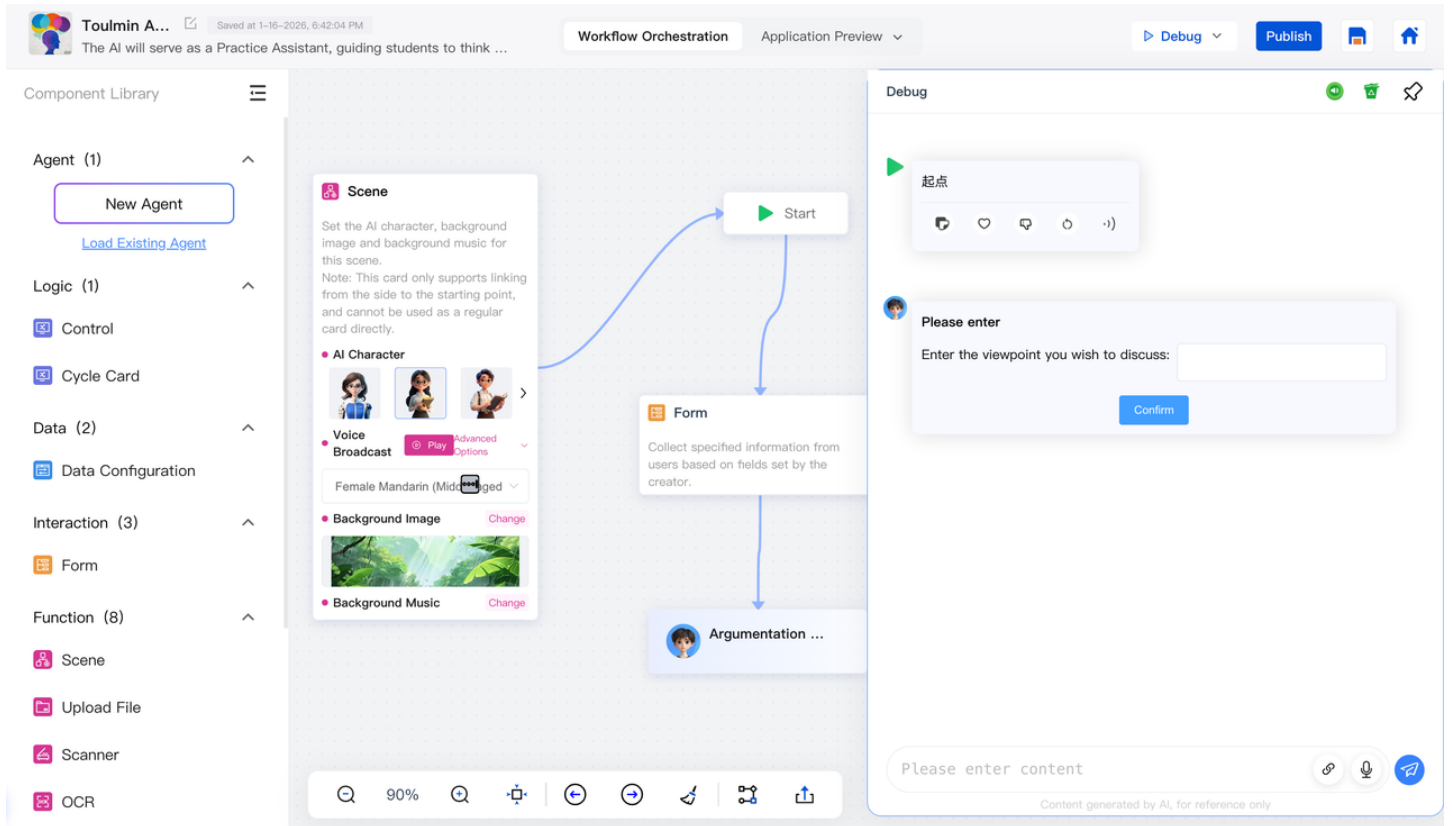 Toulmin A...
Saved at 1-16-2026, 6:42:04 PM
The AI will serve as a Practice Assistant, guiding students to think ...
Workflow Orchestration
Application Preview
Debug
Publish
Component Library
Agent (1)
New Agent
Load Existing Agent
Logic (1)
Control
Cycle Card
Data (2)
Data Configuration
Interaction (3)
Form
Function (8)
Scene
Upload File
Scanner
OCR
Scene
Set the AI character, background
image and background music for
this scene.
Note: This card only supports linking
from the side to the starting point,
and cannot be used as a regular
card directly.
AI Character
Voice
Broadcast
Play
Advanced
Options
Female Mandarin
Background Image
Change
Background Music
Change
Start
Form
Collect specified information from
users based on fields set by the
creator.
Argumentation ...
90%
Debug
起点
Please enter
Enter the viewpoint you wish to discuss:
Confirm
Please enter content
Content generated by AI, for reference only